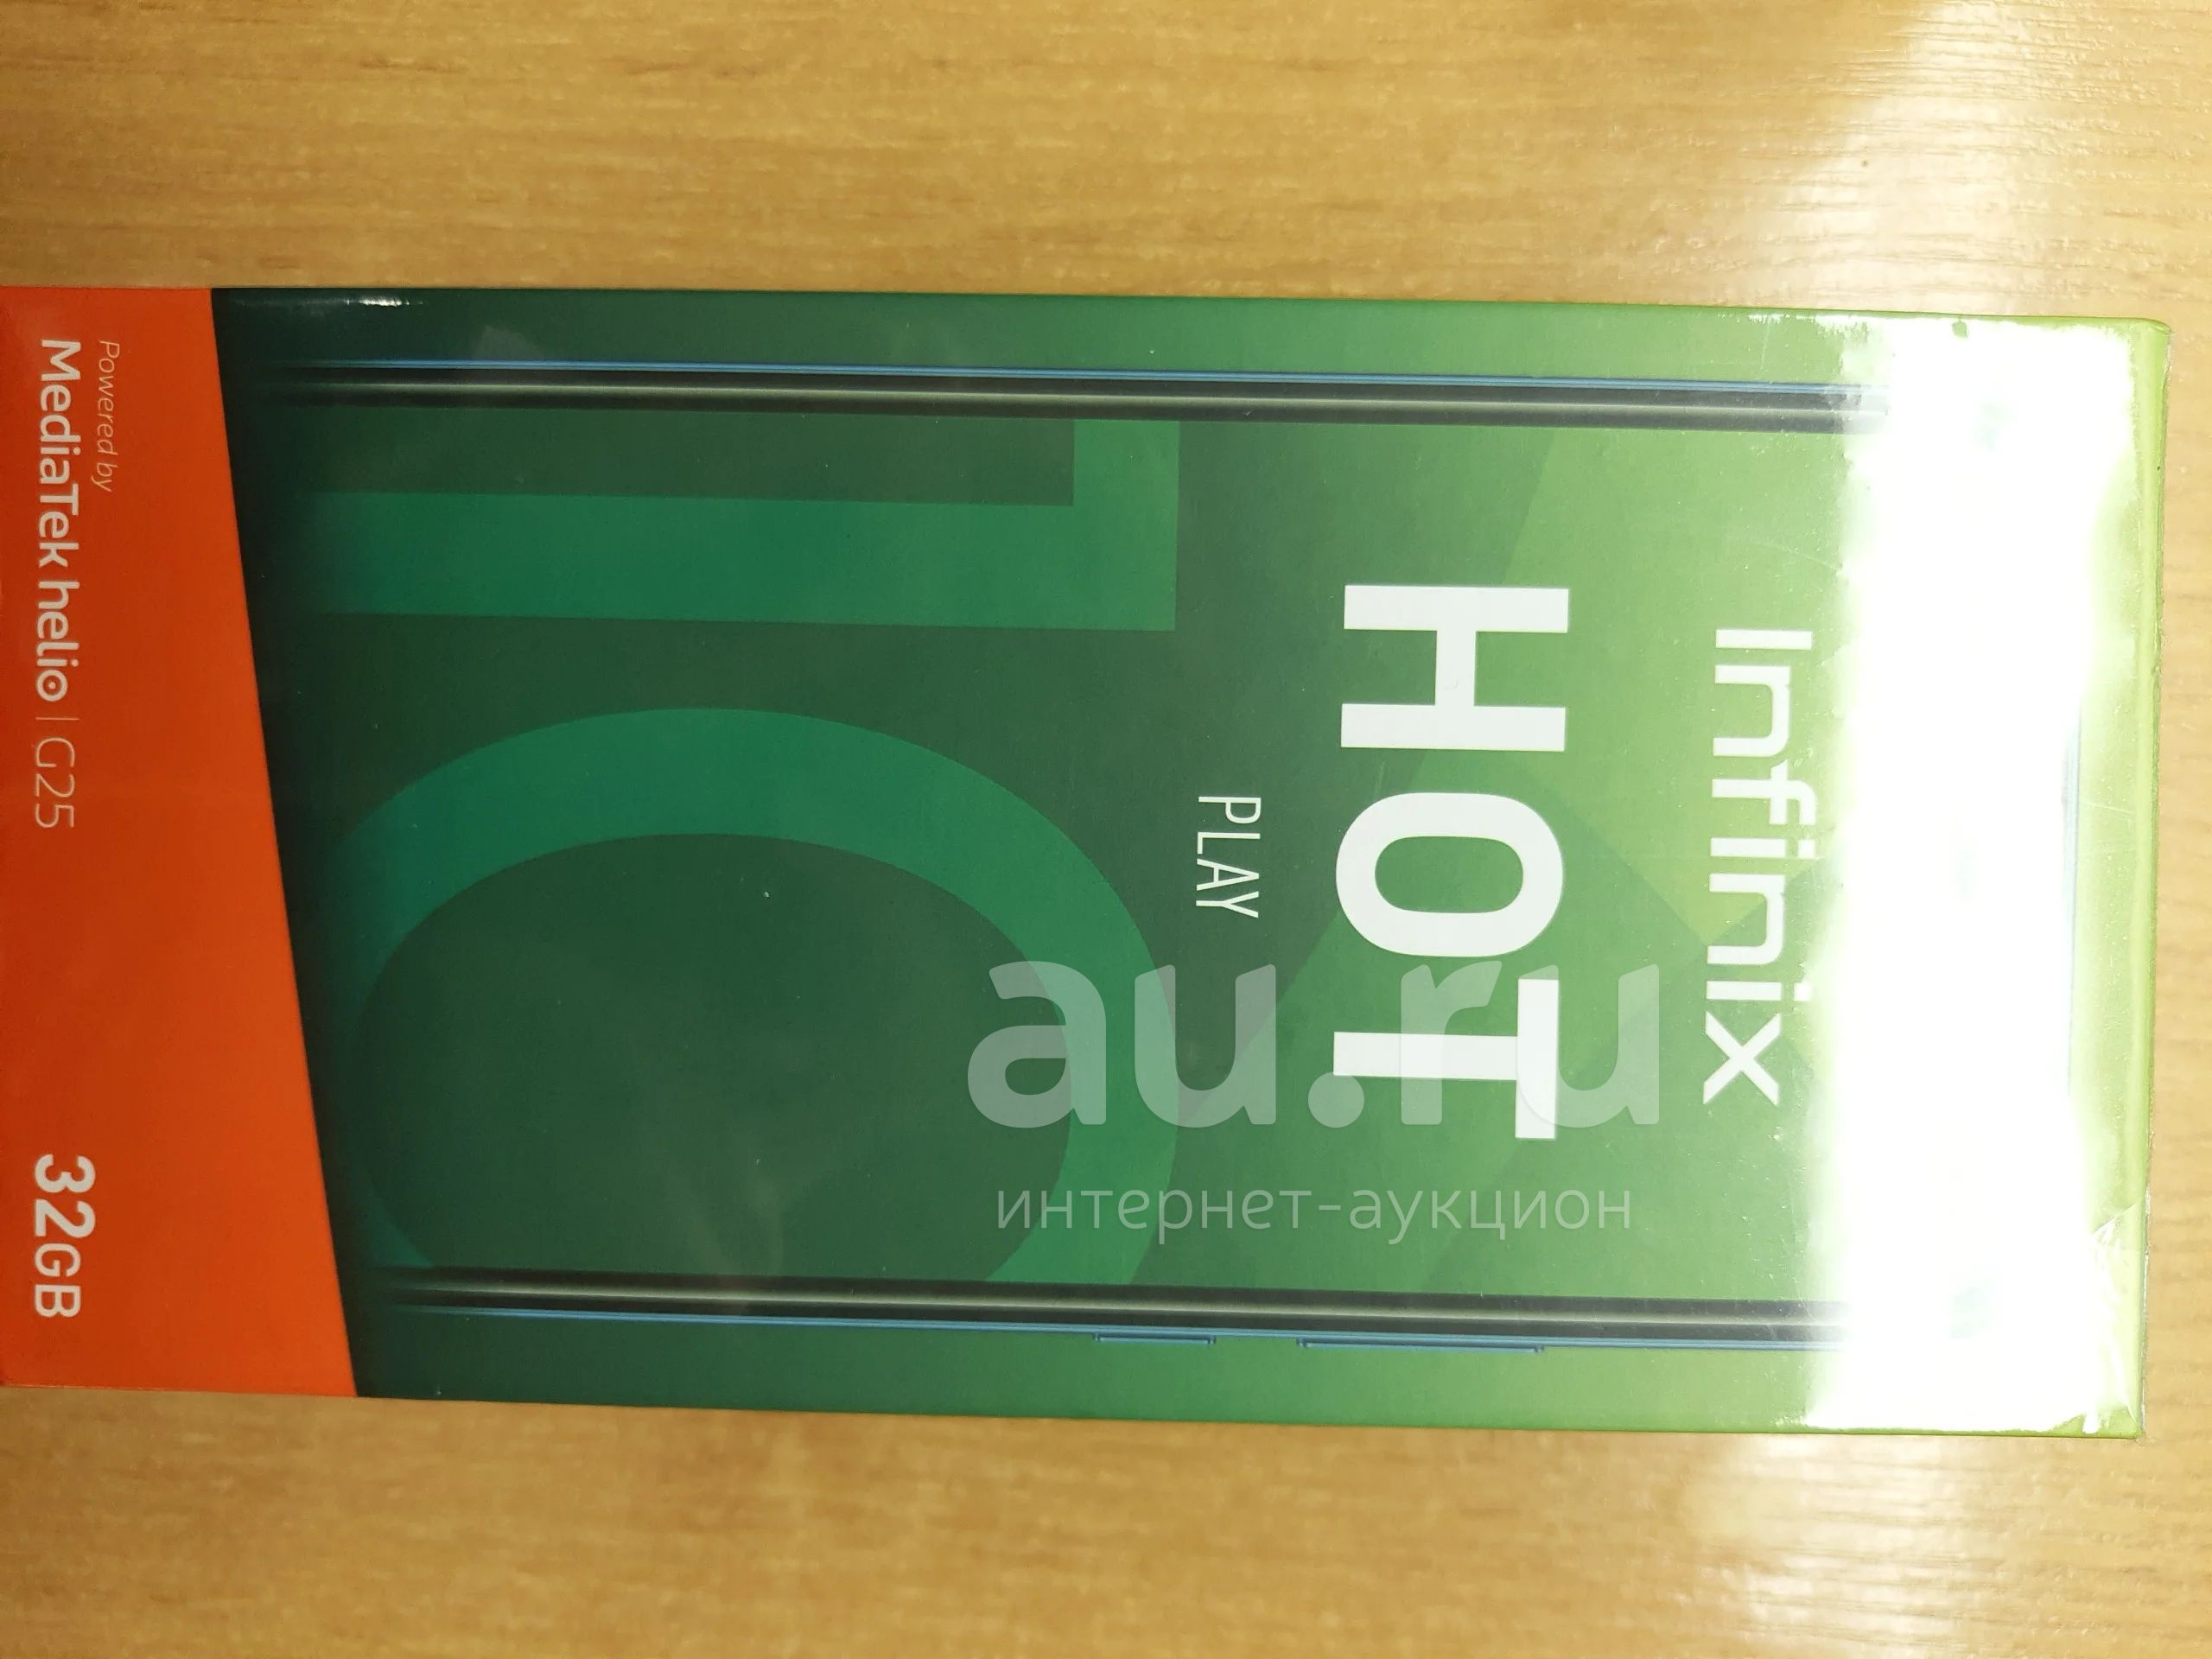 Infinix
HOT
PLAY
10
Powered by
MediaTek helio | G25
32GB
au.ru
интернет-аукцион